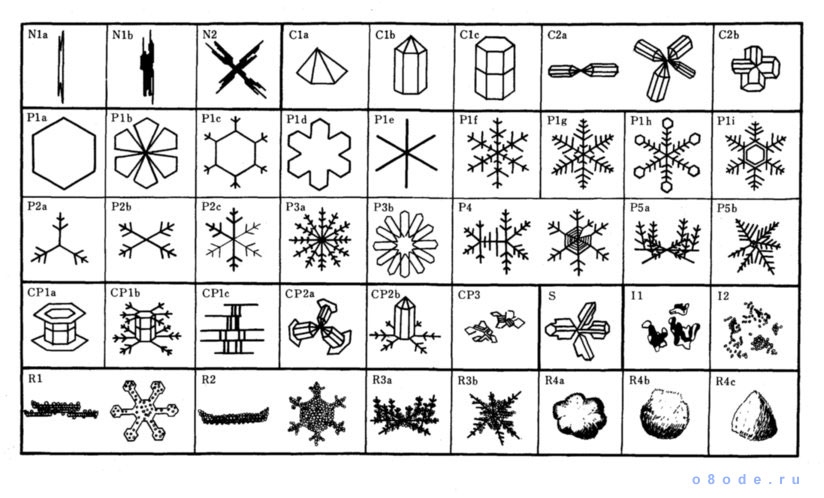 N1a N1b N2 C1a C1b C1c C2a C2b
P1a P1b P1c P1d P1e P1f P1g P1h P1i
P2a P2b P2c P3a P3b P4 P5a P5b
CP1a CP1b CP1c CP2a CP2b CP3 S I1 I2
R1 R2 R3a R3b R4a R4b R4c
o8ode.ru